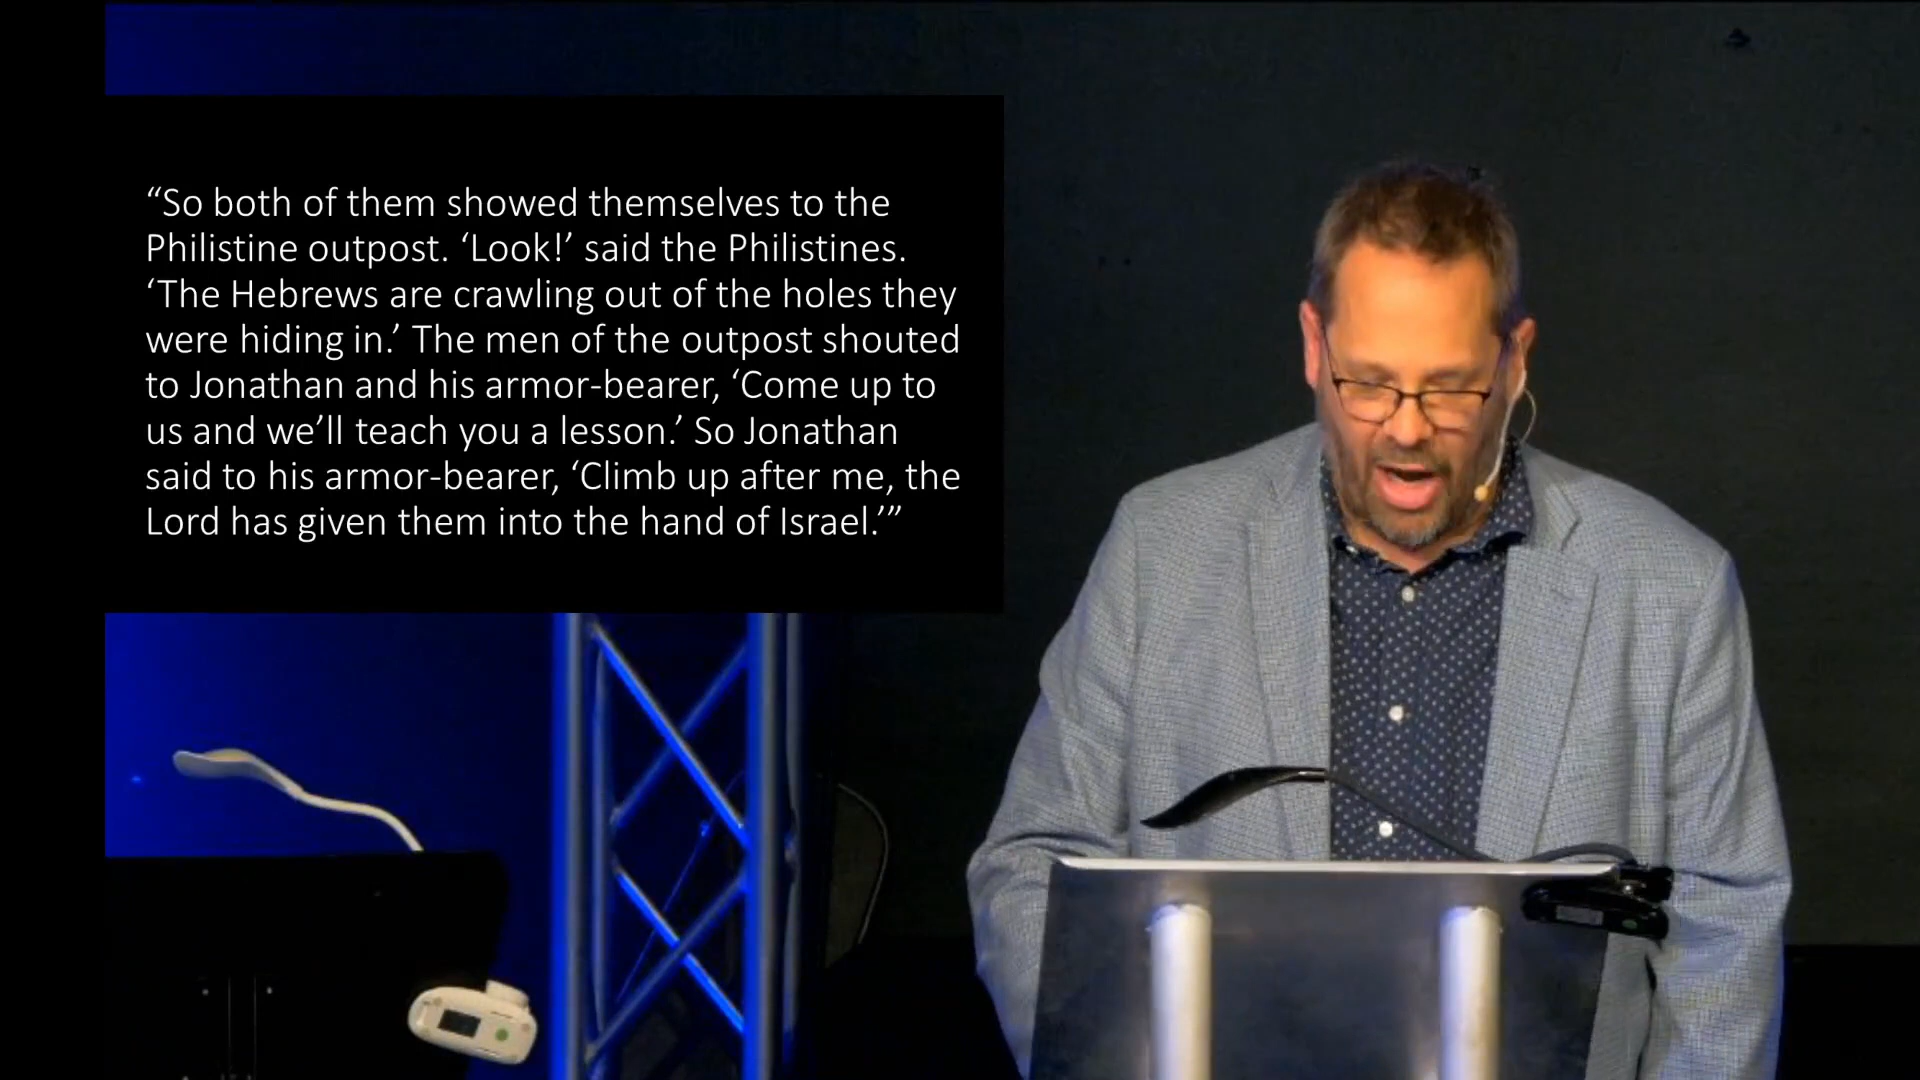 “So both of them showed themselves to the
Philistine outpost. ‘Look!’ said the Philistines.
‘The Hebrews are crawling out of the holes they
were hiding in.’ The men of the outpost shouted
to Jonathan and his armor-bearer, ‘Come up to
us and we’ll teach you a lesson.’ So Jonathan
said to his armor-bearer, ‘Climb up after me, the
Lord has given them into the hand of Israel.’”